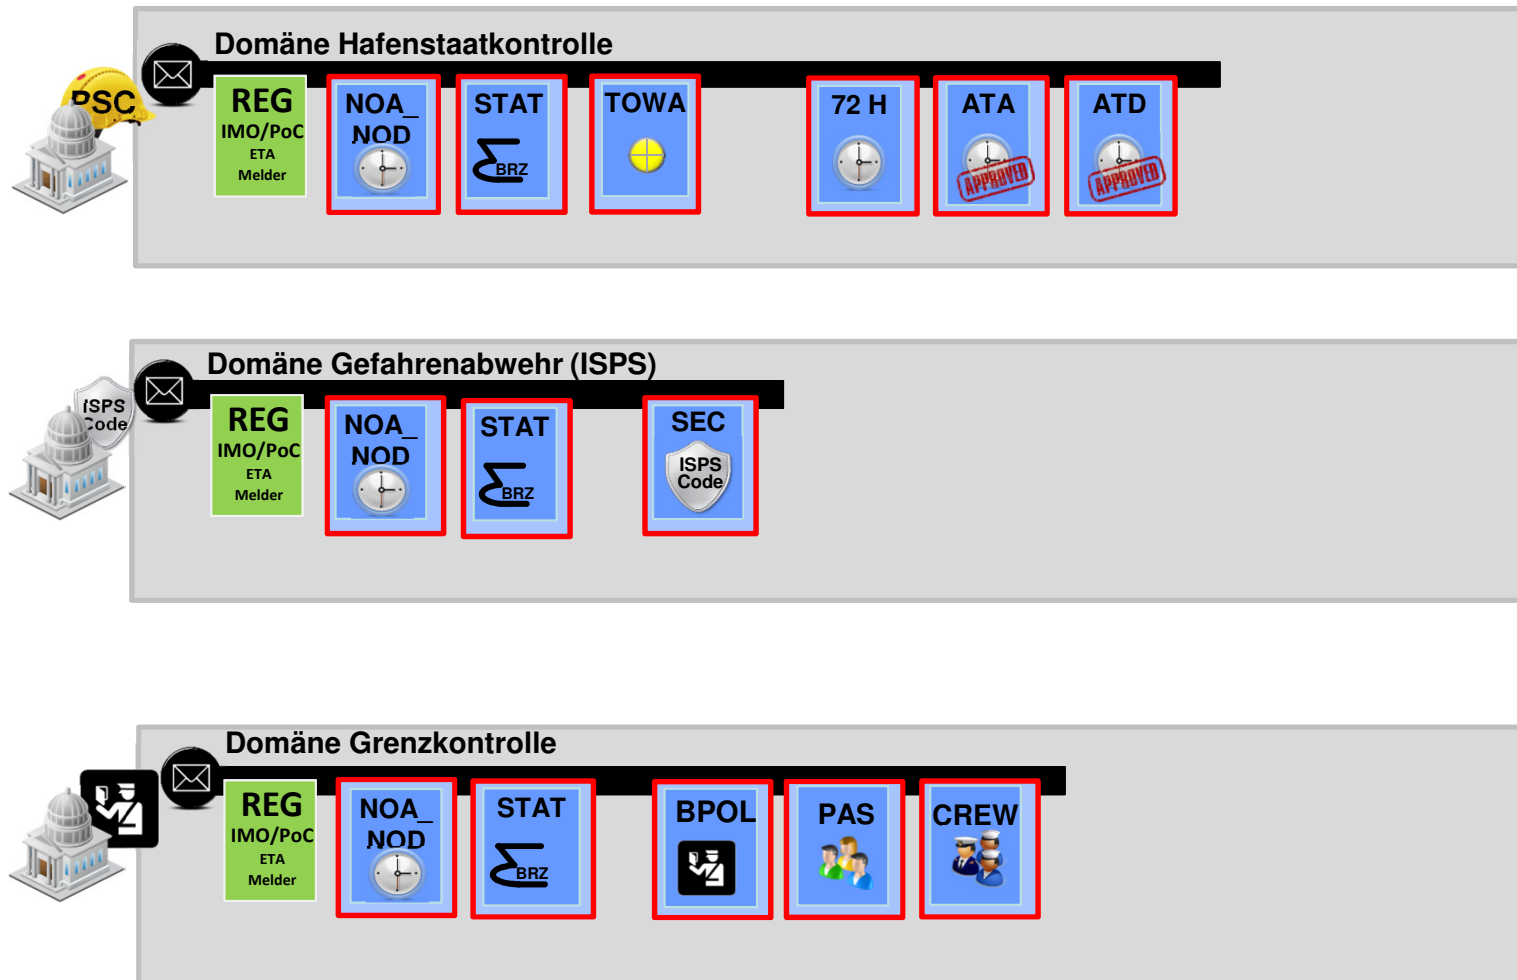 Domäne Hafenstaatkontrolle
PSC
REG
IMO/PoC
ETA
Melder
NOA_
NOD
STAT
BRZ
TOWA
72 H
ATA
APPROVED
ATD
APPROVED
Domäne Gefahrenabwehr (ISPS)
ISPS
Code
REG
IMO/PoC
ETA
Melder
NOA_
NOD
STAT
BRZ
SEC
ISPS
Code
Domäne Grenzkontrolle
REG
IMO/PoC
ETA
Melder
NOA_
NOD
STAT
BRZ
BPOL
PAS
CREW